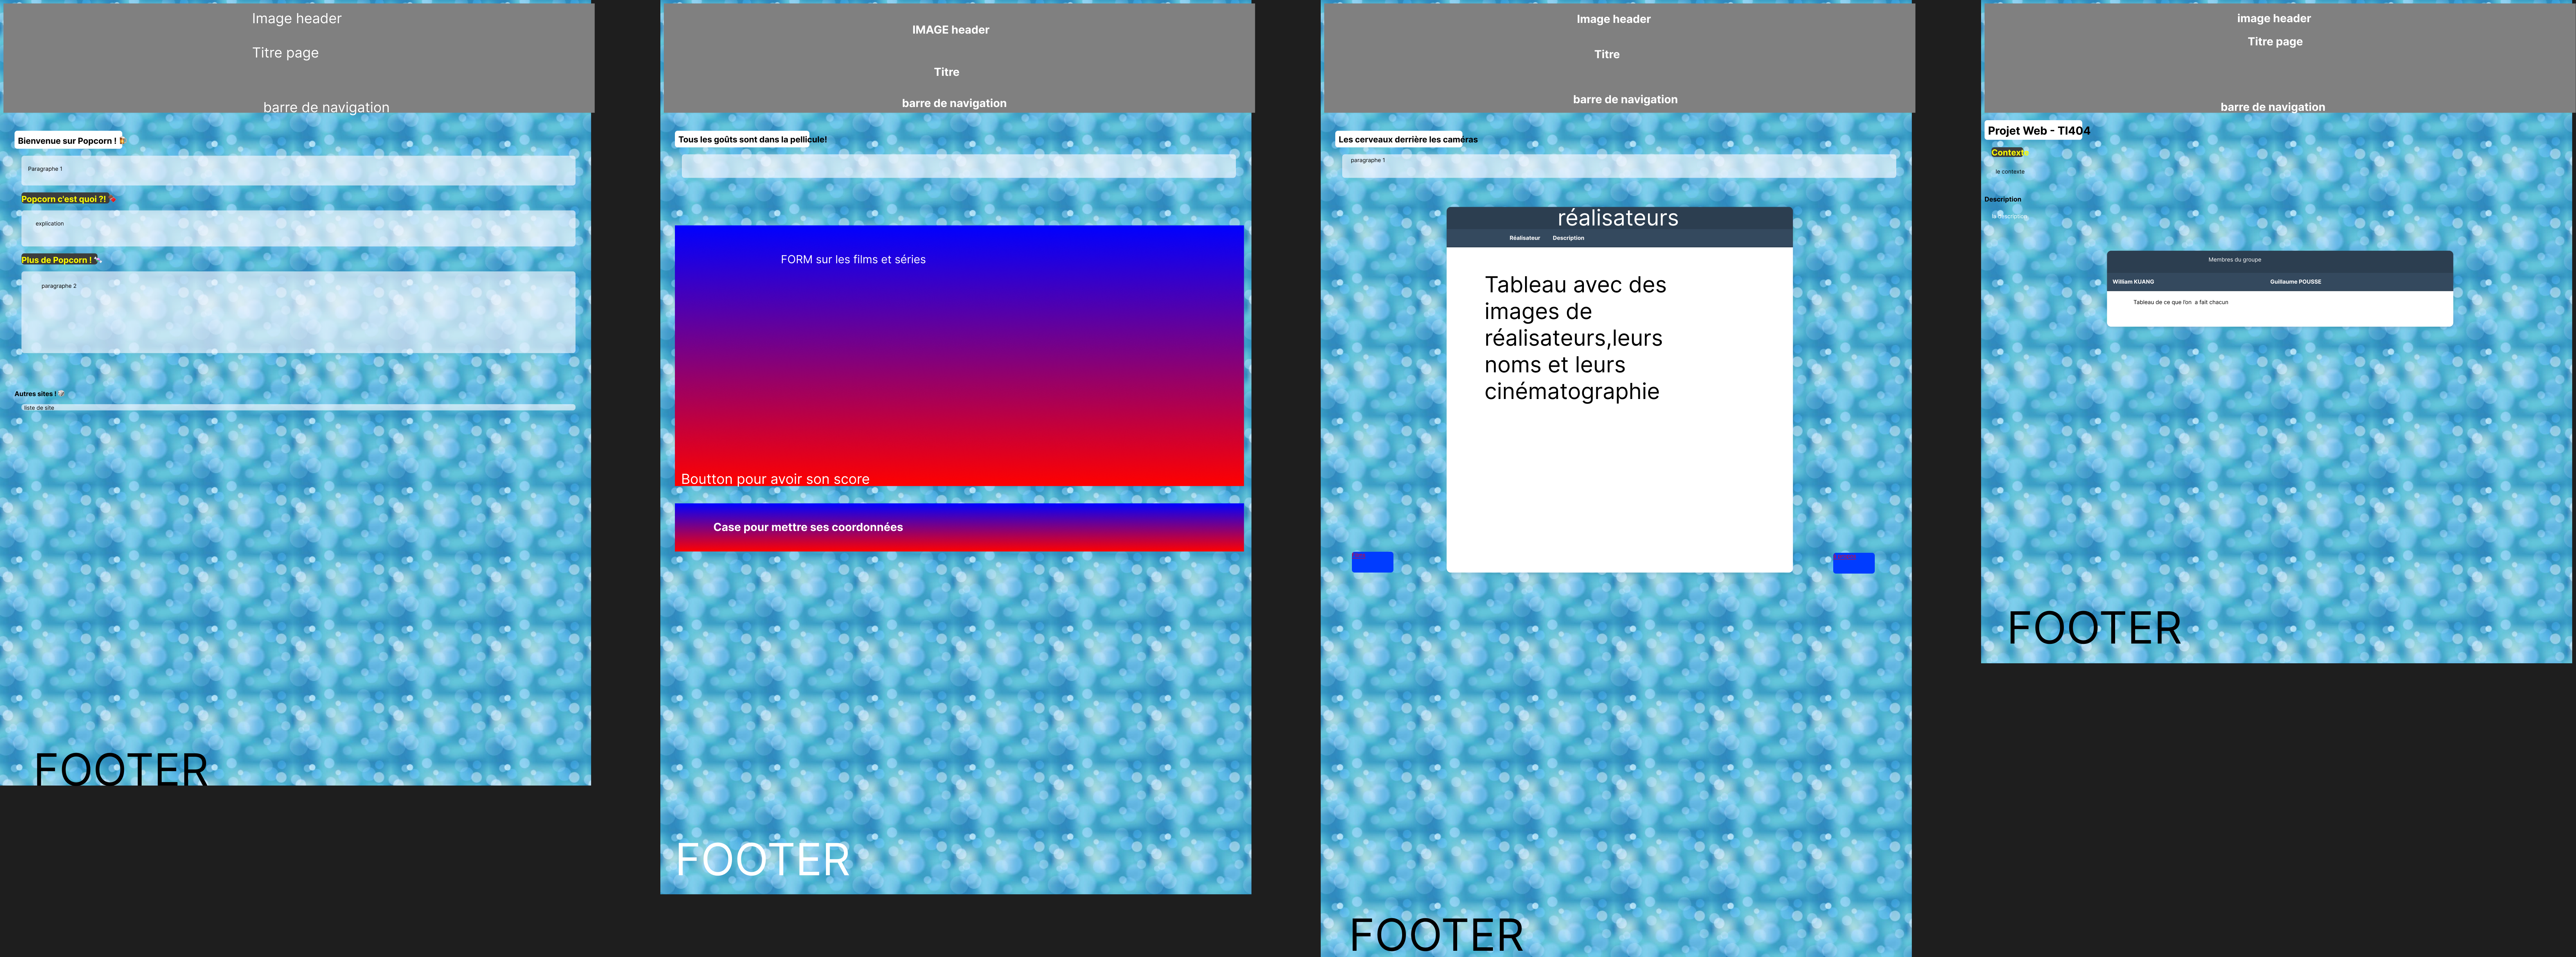 Image header
Titre page
barre de navigation
Bienvenue sur Popcorn !
Paragraphe 1
Popcorn c'est quoi ?!
explication
Plus de Popcorn !
paragraphe 2
Autres sites !
liste de site
FOOTER
IMAGE header
Titre
barre de navigation
Tous les goûts sont dans la pellicule!
FORM sur les films et séries
Boutton pour avoir son score
Case pour mettre ses coordonnées
FOOTER
Image header
Titre
barre de navigation
Les cerveaux derrière les caméras
paragraphe 1
réalisateurs
Réalisateur Description
Tableau avec des
images de
réalisateurs,leurs
noms et leurs
cinématographie
FOOTER
image header
Titre page
barre de navigation
Projet Web - TI404
Contexte
le contexte
Description
la description
Membres du groupe
William KUANG Guillaume POUSSE
Tableau de ce que l'on a fait chacun
FOOTER